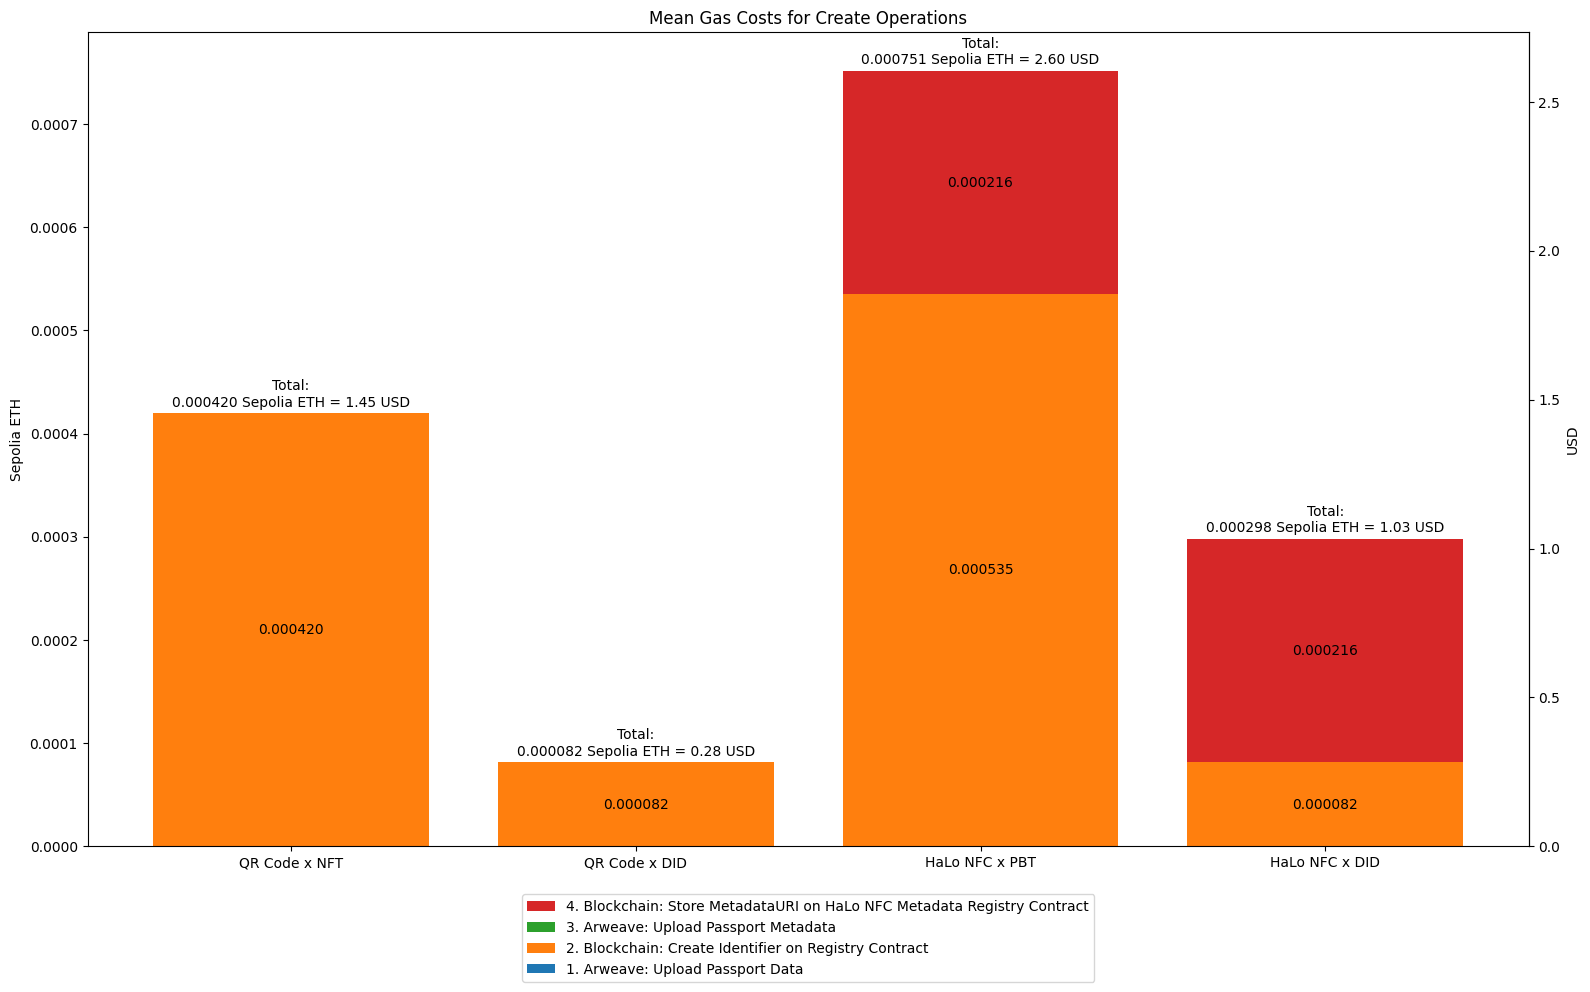 Mean Gas Costs for Create Operations
Total:
0.000751 Sepolia ETH = 2.60 USD
0.000216
0.000535
Total:
0.000420 Sepolia ETH = 1.45 USD
0.000420
Total:
0.000082 Sepolia ETH = 0.28 USD
0.000082
Total:
0.000298 Sepolia ETH = 1.03 USD
0.000216
0.000082
Sepolia ETH
0.0007
0.0006
0.0005
0.0004
0.0003
0.0002
0.0001
0.0000
USD
2.5
2.0
1.5
1.0
0.5
0.0
QR Code x NFT
QR Code x DID
HaLo NFC x PBT
HaLo NFC x DID
4. Blockchain: Store MetadataURI on HaLo NFC Metadata Registry Contract
3. Arweave: Upload Passport Metadata
2. Blockchain: Create Identifier on Registry Contract
1. Arweave: Upload Passport Data